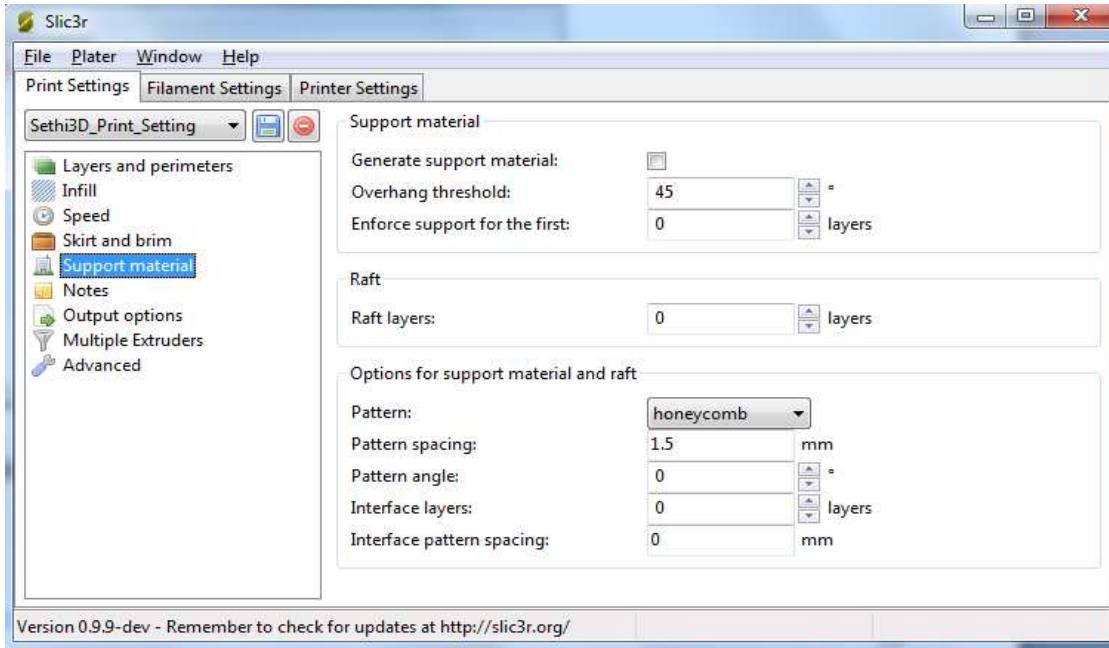 Slic3r
File Plater Window Help
Print Settings Filament Settings Printer Settings
Sethi3D_Print_Setting
Layers and perimeters
Infill
Speed
Skirt and brim
Support material
Notes
Output options
Multiple Extruders
Advanced
Support material
Generate support material:
Overhang threshold: 45 °
Enforce support for the first: 0 layers
Raft
Raft layers: 0 layers
Options for support material and raft
Pattern: honeycomb
Pattern spacing: 1.5 mm
Pattern angle: 0 °
Interface layers: 0 layers
Interface pattern spacing: 0 mm
Version 0.9.9-dev - Remember to check for updates at http://slic3r.org/